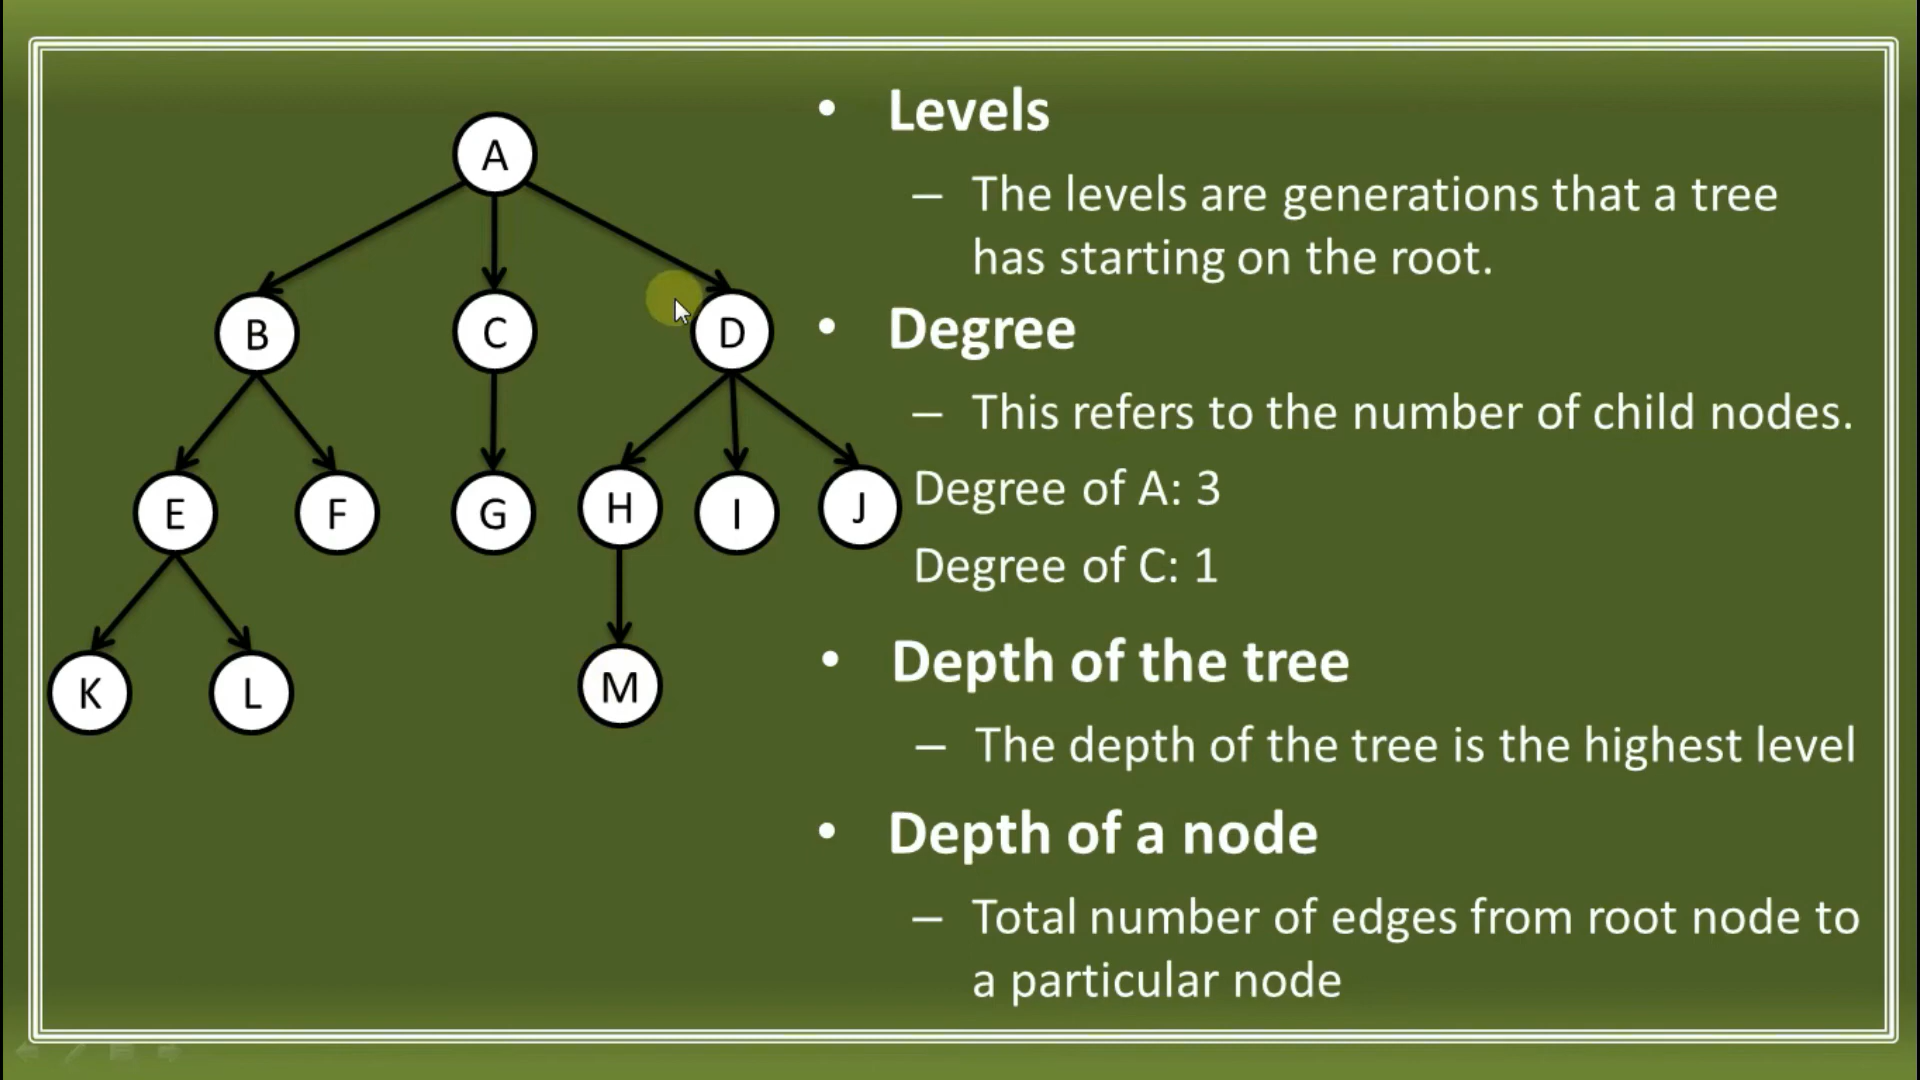 A
B
C
D
E
F
G
H
I
J
K
L
M
• Levels
– The levels are generations that a tree
has starting on the root.
• Degree
– This refers to the number of child nodes.
Degree of A: 3
Degree of C: 1
• Depth of the tree
– The depth of the tree is the highest level
• Depth of a node
– Total number of edges from root node to
a particular node